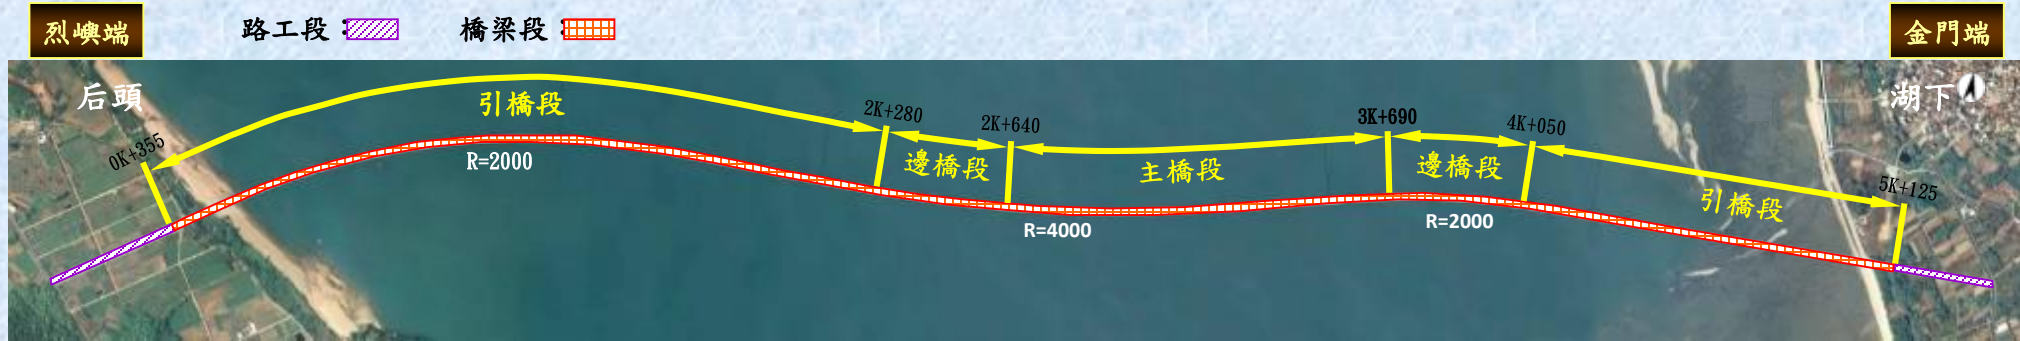 烈嶼端
路工段：
橋梁段：
金門端
后頭
湖下
0K+355
引橋段
R=2000
2K+280
邊橋段
2K+640
主橋段
R=4000
3K+690
邊橋段
R=2000
4K+050
引橋段
5K+125